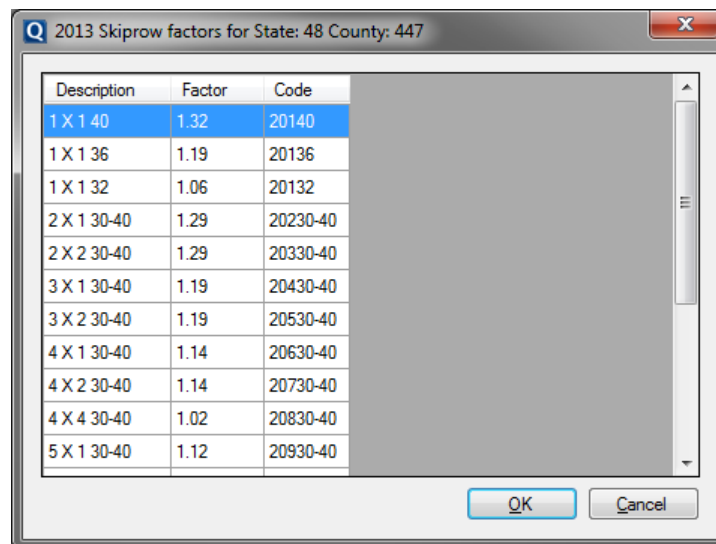 Q 2013 Skiprow factors for State: 48 County: 447
Description Factor Code
1 X 1 40 1.32 20140
1 X 1 36 1.19 20136
1 X 1 32 1.06 20132
2 X 1 30-40 1.29 20230-40
2 X 2 30-40 1.29 20330-40
3 X 1 30-40 1.19 20430-40
3 X 2 30-40 1.19 20530-40
4 X 1 30-40 1.14 20630-40
4 X 2 30-40 1.14 20730-40
4 X 4 30-40 1.02 20830-40
5 X 1 30-40 1.12 20930-40
OK Cancel